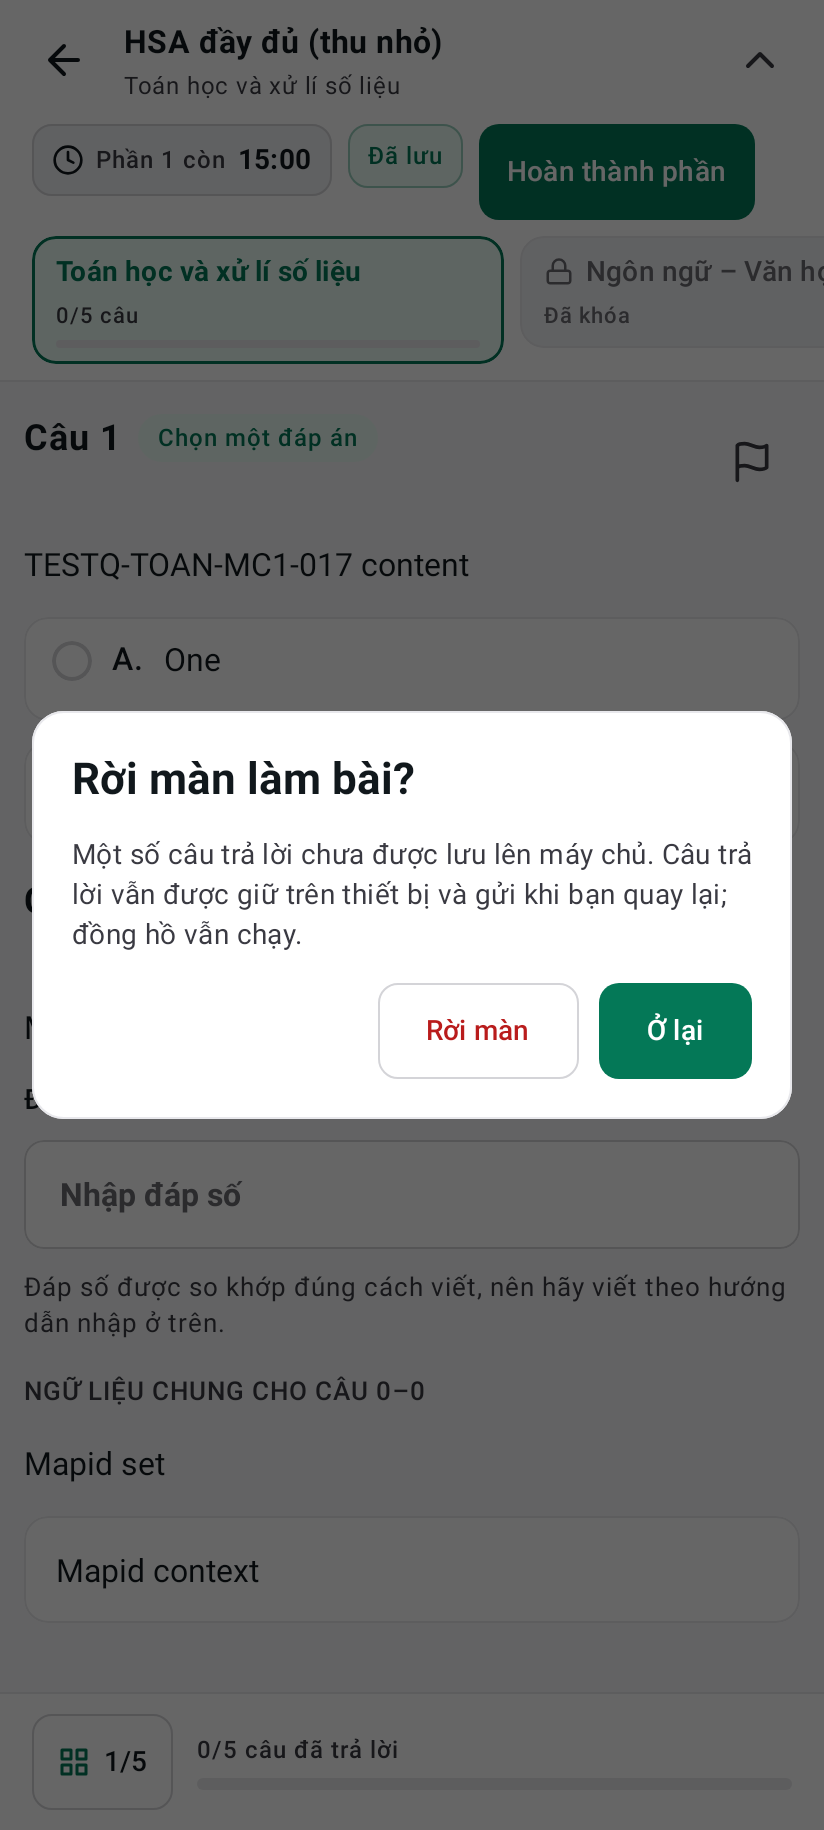 HSA đầy đủ (thu nhỏ)
Toán học và xử lí số liệu
Phần 1 còn 15:00
Đã lưu
Hoàn thành phần
Toán học và xử lí số liệu
0/5 câu
Ngôn ngữ – Văn
Đã khóa
Câu 1
Chọn một đáp án
TESTQ-TOAN-MC1-017 content
A. One
Rời màn làm bài?
Một số câu trả lời chưa được lưu lên máy chủ. Câu trả
lời vẫn được giữ trên thiết bị và gửi khi bạn quay lại;
đồng hồ vẫn chạy.
Rời màn
Ở lại
Nhập đáp số
Đáp số được so khớp đúng cách viết, nên hãy viết theo hướng
dẫn nhập ở trên.
NGỮ LIỆU CHUNG CHO CÂU 0–0
Mapid set
Mapid context
1/5
0/5 câu đã trả lời